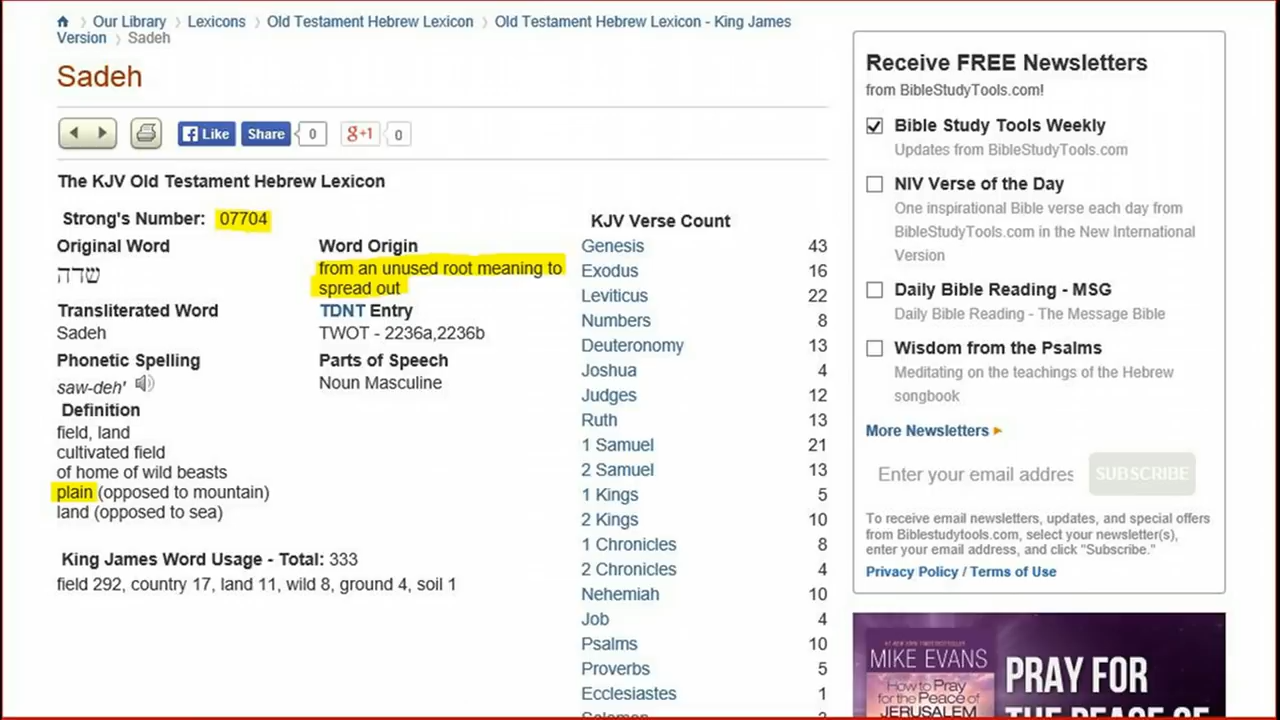 Our Library Lexicons Old Testament Hebrew Lexicon Old Testament Hebrew Lexicon - King James
Version Sadeh
Sadeh
Like Share 0 g+1 0
The KJV Old Testament Hebrew Lexicon
Strong's Number: 07704
Original Word
שדה
Transliterated Word
Sadeh
Phonetic Spelling
saw-deh'
Definition
field, land
cultivated field
of home of wild beasts
plain (opposed to mountain)
land (opposed to sea)
Word Origin
from an unused root meaning to
spread out
TDNT Entry
TWOT - 2236a,2236b
Parts of Speech
Noun Masculine
King James Word Usage - Total: 333
field 292, country 17, land 11, wild 8, ground 4, soil 1
KJV Verse Count
Genesis 43
Exodus 16
Leviticus 22
Numbers 8
Deuteronomy 13
Joshua 4
Judges 12
Ruth 13
1 Samuel 21
2 Samuel 13
1 Kings 5
2 Kings 10
1 Chronicles 8
2 Chronicles 4
Nehemiah 10
Job 4
Psalms 10
Proverbs 5
Ecclesiastes 1
Receive FREE Newsletters
from BibleStudyTools.com!
Bible Study Tools Weekly
Updates from BibleStudyTools.com
NIV Verse of the Day
One inspirational Bible verse each day from
BibleStudyTools.com in the New International
Version
Daily Bible Reading - MSG
Daily Bible Reading - The Message Bible
Wisdom from the Psalms
Meditating on the teachings of the Hebrew
songbook
More Newsletters
Enter your email addres SUBSCRIBE
To receive email newsletters, updates, and special offers
from Biblestudytools.com, select your newsletter(s),
enter your email address, and click "Subscribe."
Privacy Policy / Terms of Use
#1 NEW YORK TIMES BESTSELLER
MIKE EVANS
How to Pray
for the Peace of
JERUSALEM
PRAY FOR
THE PEACE OF